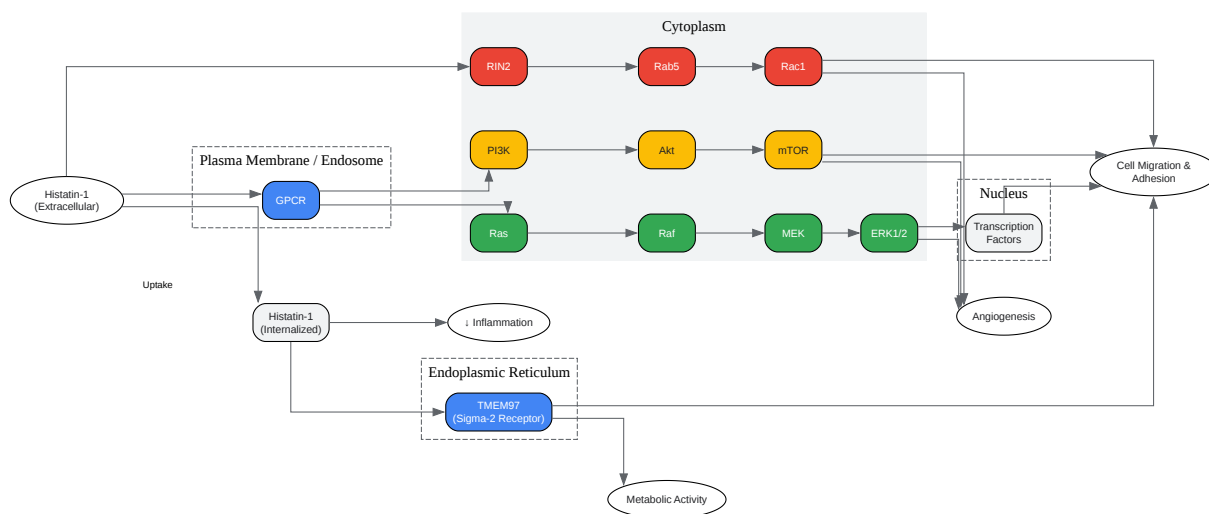 Cytoplasm
RIN2
Rab5
Rac1
Plasma Membrane / Endosome
PI3K
Akt
mTOR
Cell Migration &
Adhesion
Histatin-1
(Extracellular)
GPCR
Nucleus
Ras
Raf
MEK
ERK1/2
Transcription
Factors
Uptake
Histatin-1
(Internalized)
↓ Inflammation
Angiogenesis
Endoplasmic Reticulum
TMEM97
(Sigma-2 Receptor)
Metabolic Activity